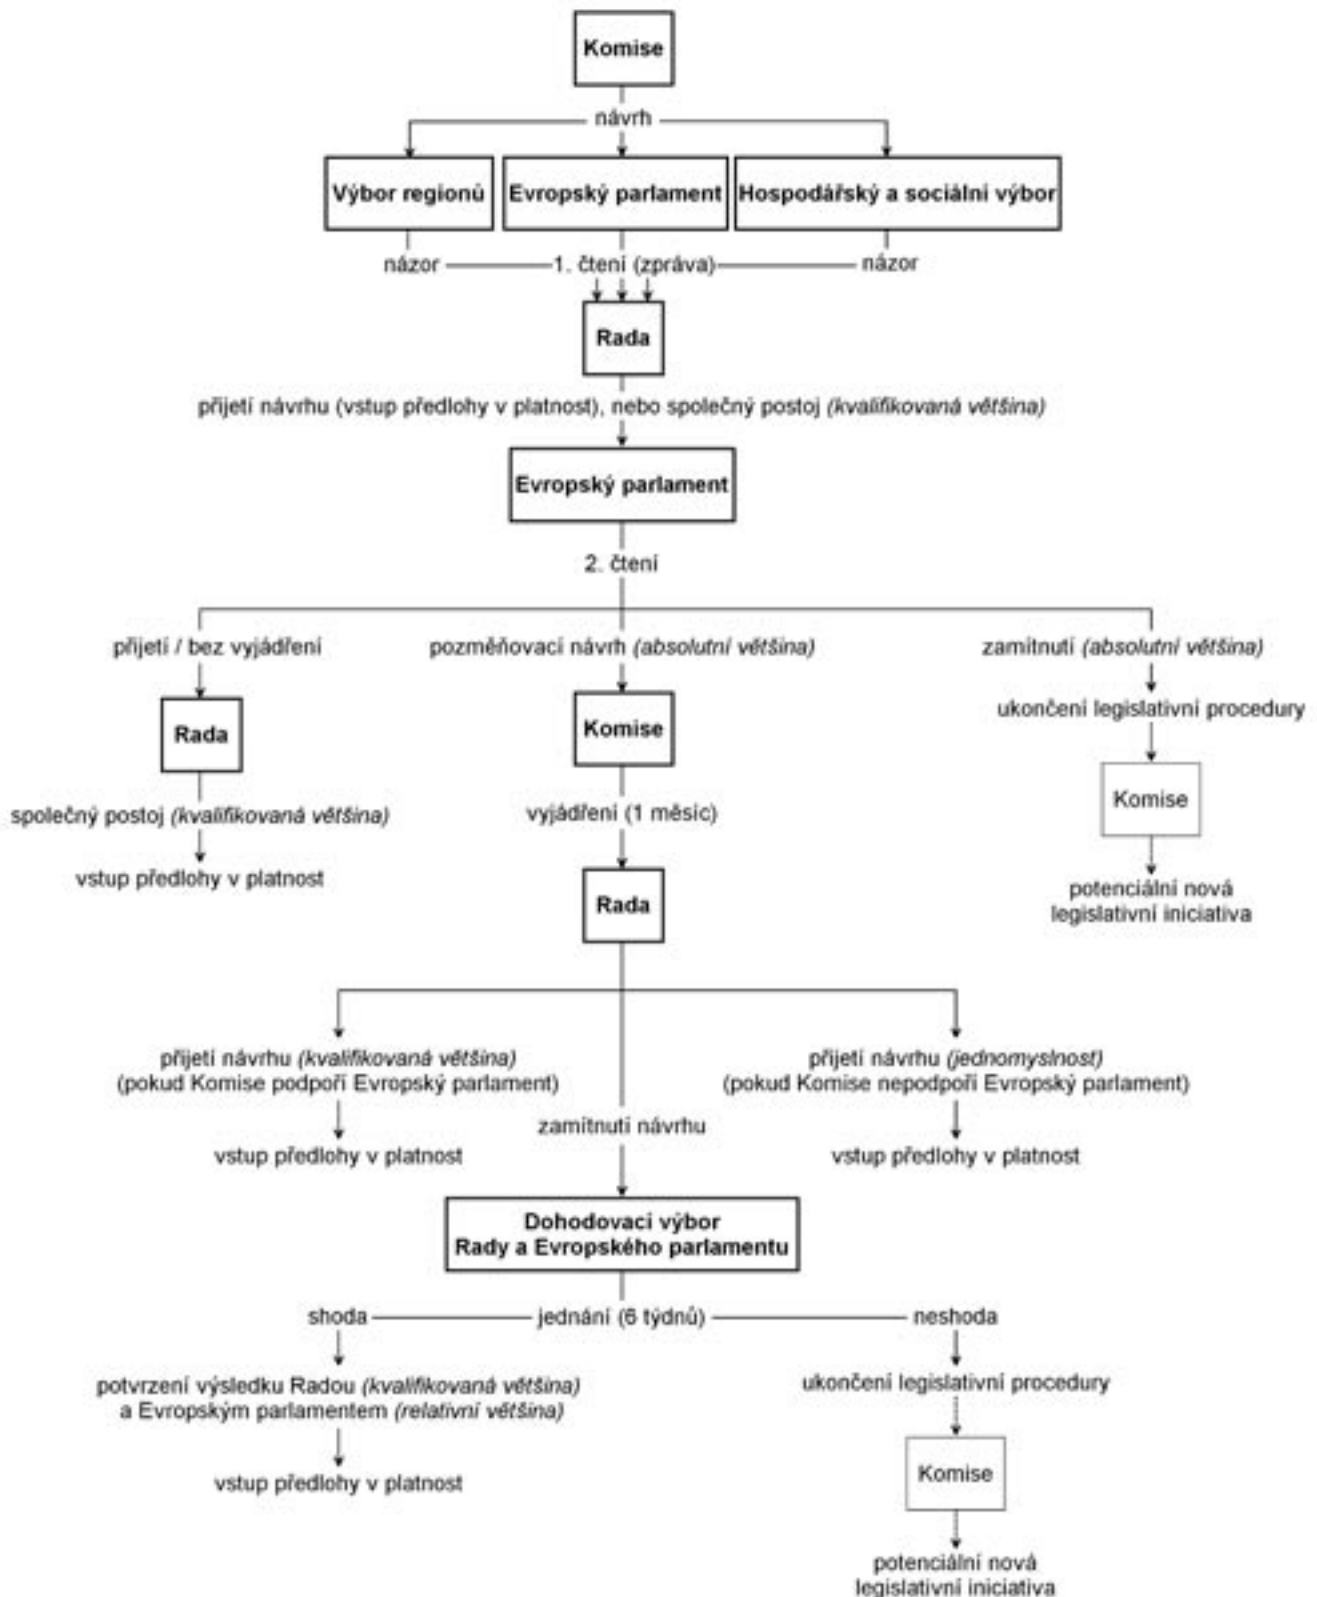 Komise
návrh
Výbor regionů
Evropský parlament
Hospodářský a sociální výbor
názor
1. čtení (zpráva)
názor
Rada
přijetí návrhu (vstup předlohy v platnost), nebo společný postoj (kvalifikovaná většina)
Evropský parlament
2. čtení
přijetí / bez vyjádření
pozměňovací návrh (absolutní většina)
zamítnutí (absolutní většina)
ukončení legislativní procedury
Rada
Komise
Komise
společný postoj (kvalifikovaná většina)
vyjádření (1 měsíc)
vstup předlohy v platnost
potenciální nová
legislativní iniciativa
Rada
přijetí návrhu (kvalifikovaná většina)
(pokud Komise podpoří Evropský parlament)
přijetí návrhu (jednomyslnost)
(pokud Komise nepodpoří Evropský parlament)
zamítnutí návrhu
vstup předlohy v platnost
vstup předlohy v platnost
Dohodovací výbor
Rady a Evropského parlamentu
shoda
jednání (6 týdnů)
neshoda
potvrzení výsledku Radou (kvalifikovaná většina)
a Evropským parlamentem (relativní většina)
ukončení legislativní procedury
vstup předlohy v platnost
Komise
potenciální nová
legislativní iniciativa